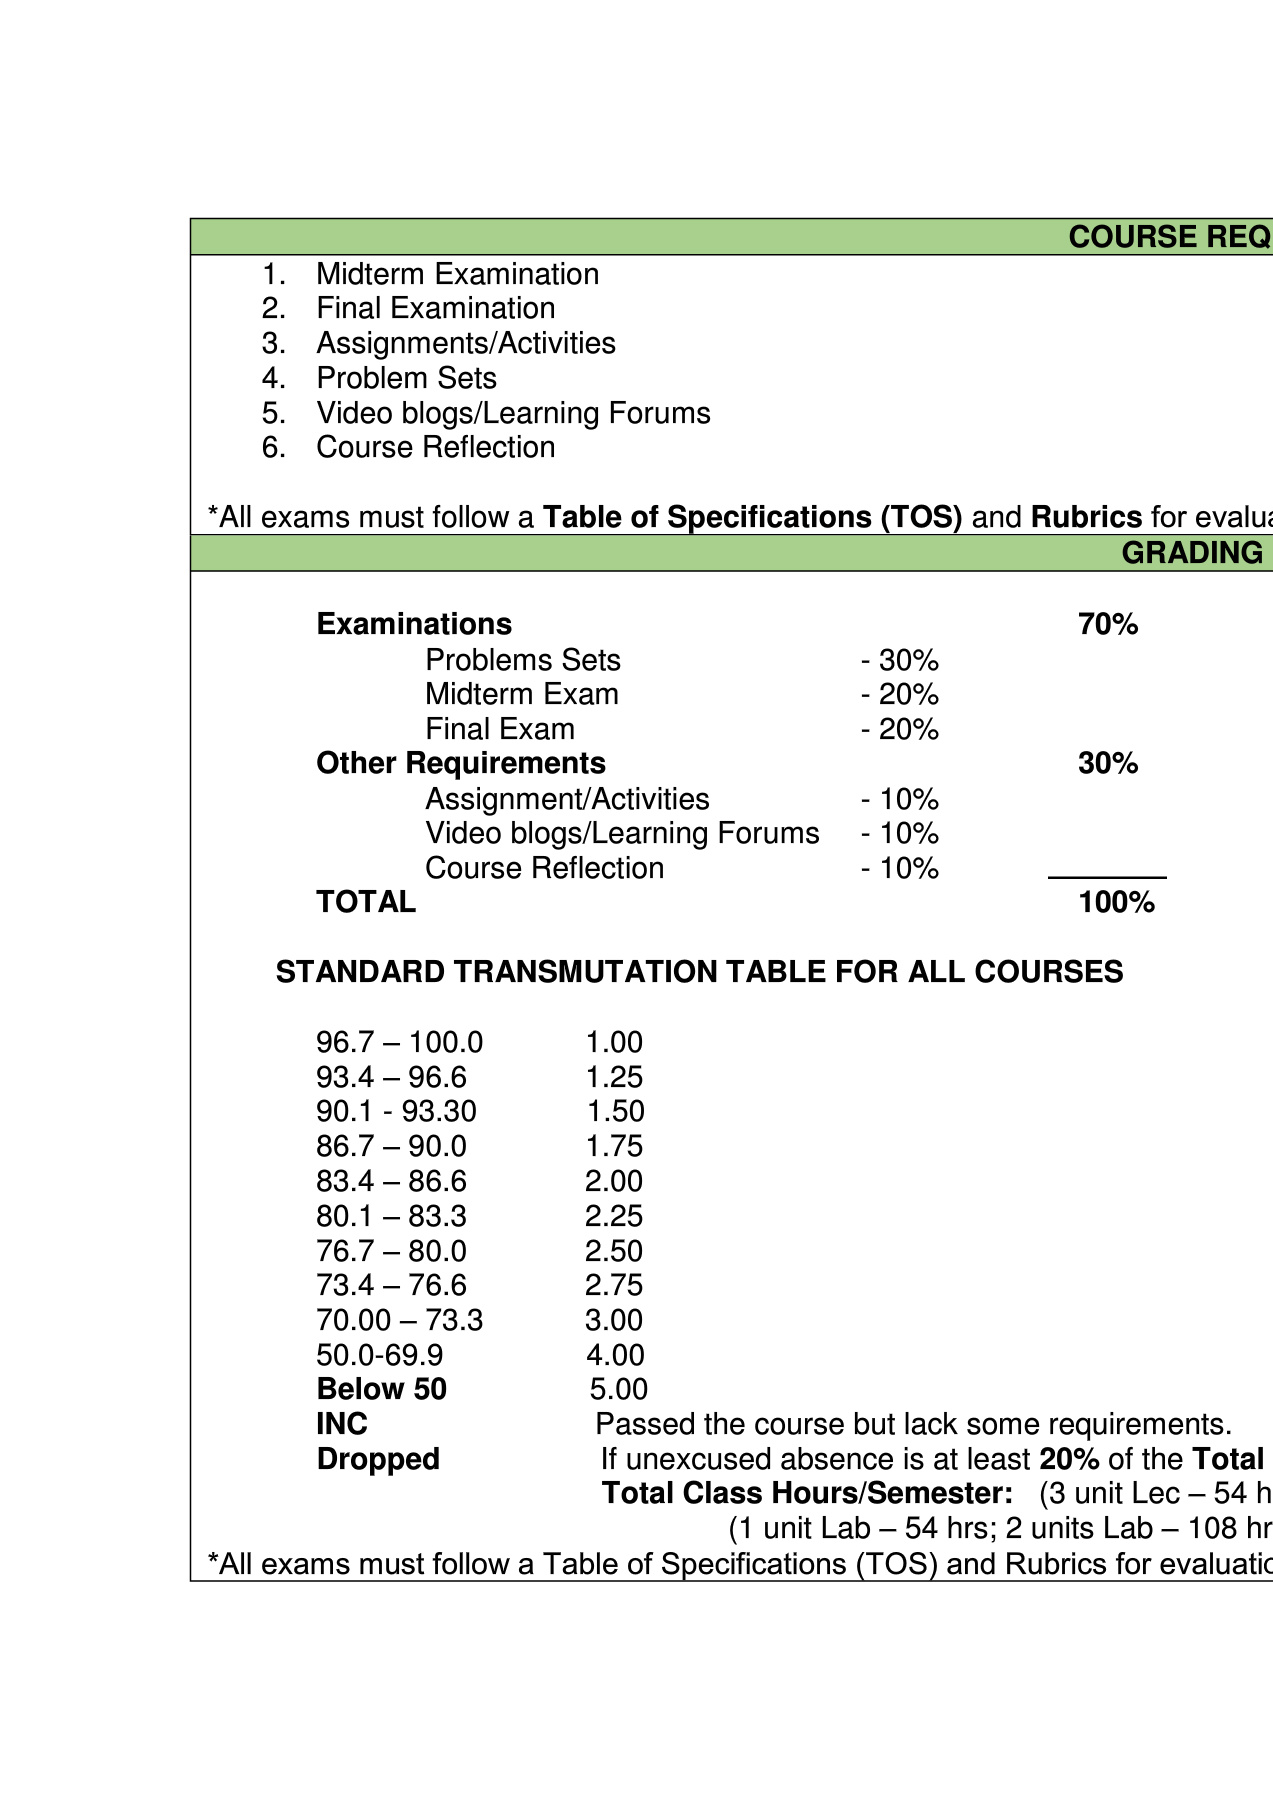 COURSE REQ
1. Midterm Examination
2. Final Examination
3. Assignments/Activities
4. Problem Sets
5. Video blogs/Learning Forums
6. Course Reflection
*All exams must follow a Table of Specifications (TOS) and Rubrics for evalua
GRADING
Examinations 70%
Problems Sets - 30%
Midterm Exam - 20%
Final Exam - 20%
Other Requirements 30%
Assignment/Activities - 10%
Video blogs/Learning Forums - 10%
Course Reflection - 10%
TOTAL 100%
STANDARD TRANSMUTATION TABLE FOR ALL COURSES
96.7 – 100.0 1.00
93.4 – 96.6 1.25
90.1 - 93.30 1.50
86.7 – 90.0 1.75
83.4 – 86.6 2.00
80.1 – 83.3 2.25
76.7 – 80.0 2.50
73.4 – 76.6 2.75
70.00 – 73.3 3.00
50.0-69.9 4.00
Below 50 5.00
INC Passed the course but lack some requirements.
Dropped If unexcused absence is at least 20% of the Total
Total Class Hours/Semester: (3 unit Lec – 54 h
(1 unit Lab – 54 hrs; 2 units Lab – 108 hr
*All exams must follow a Table of Specifications (TOS) and Rubrics for evaluatio